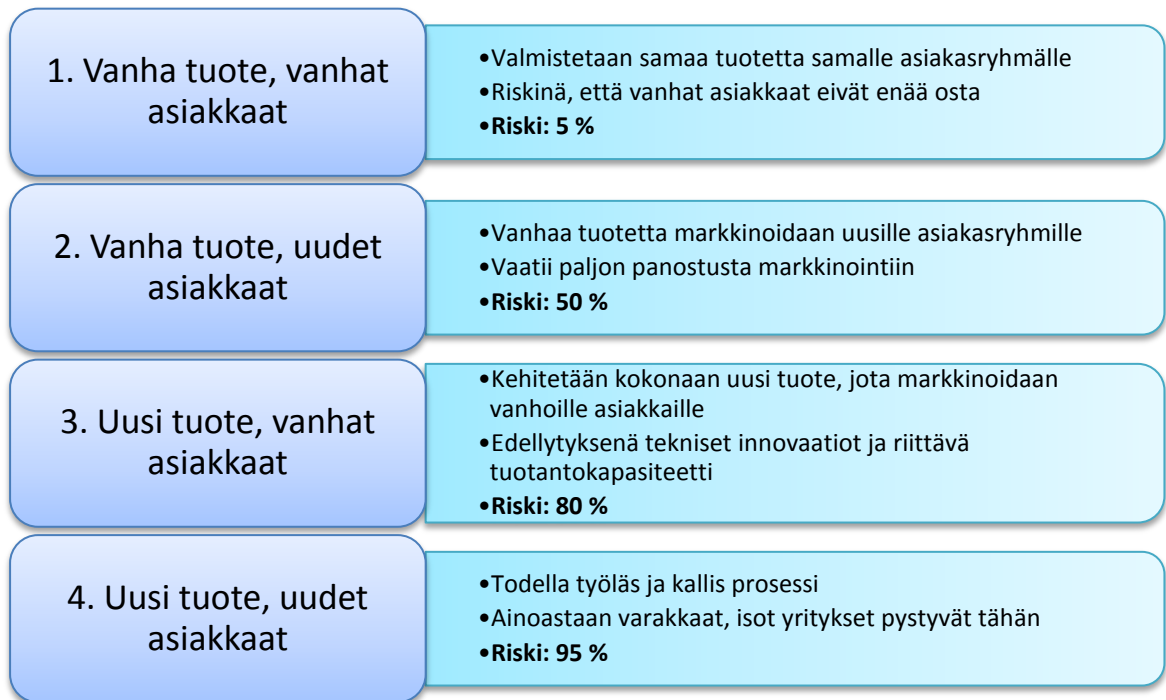 1. Vanha tuote, vanhat
asiakkaat
•Valmistetaan samaa tuotetta samalle asiakasryhmälle
•Riskinä, että vanhat asiakkaat eivät enää osta
•Riski: 5 %
2. Vanha tuote, uudet
asiakkaat
•Vanhaa tuotetta markkinoidaan uusille asiakasryhmille
•Vaatii paljon panostusta markkinointiin
•Riski: 50 %
3. Uusi tuote, vanhat
asiakkaat
•Kehitetään kokonaan uusi tuote, jota markkinoidaan
vanhoille asiakkaille
•Edellytyksenä tekniset innovaatiot ja riittävä
tuotantokapasiteetti
•Riski: 80 %
4. Uusi tuote, uudet
asiakkaat
•Todella työläs ja kallis prosessi
•Ainoastaan varakkaat, isot yritykset pystyvät tähän
•Riski: 95 %